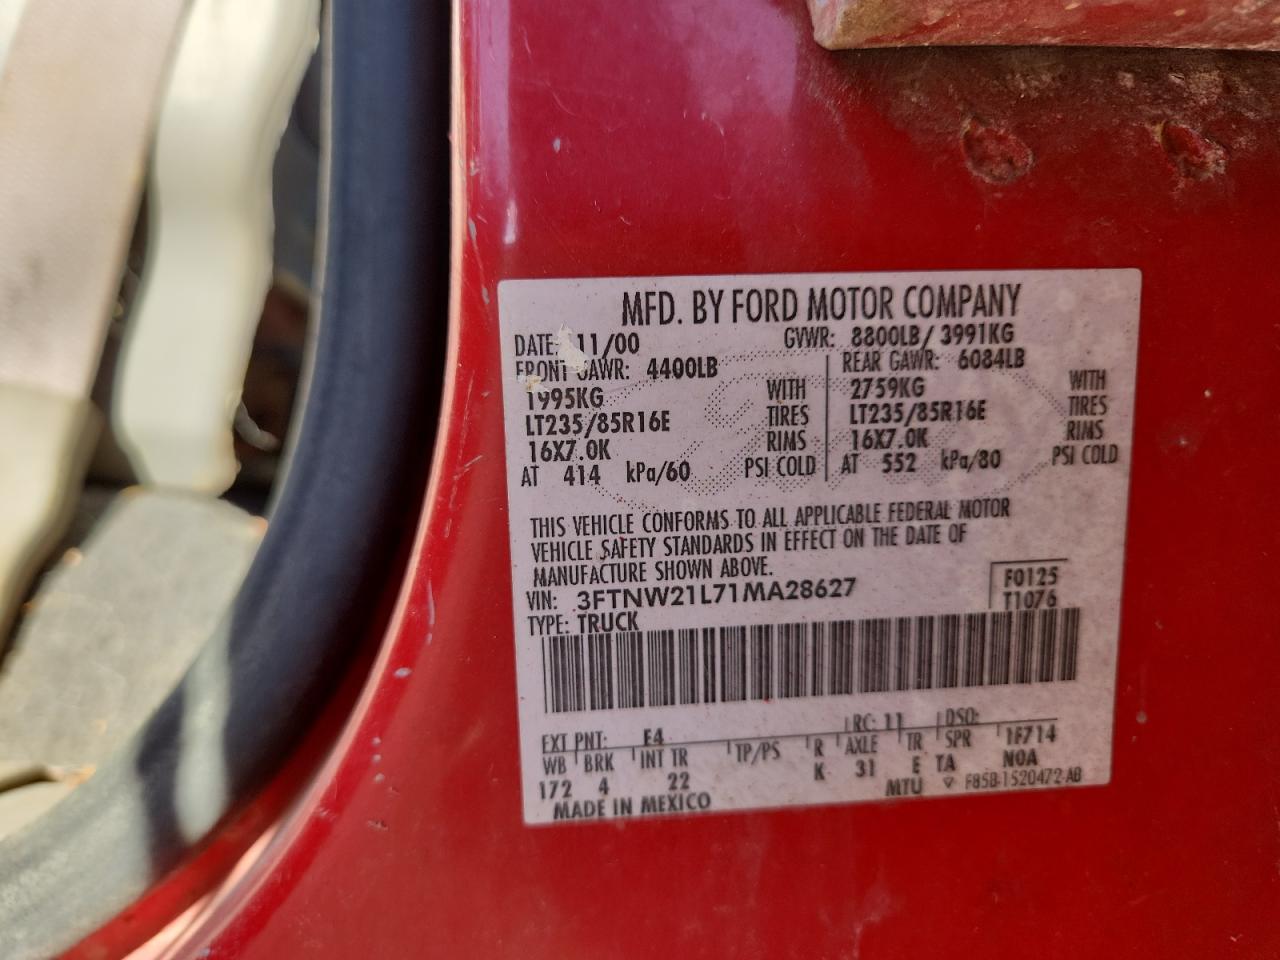 MFD. BY FORD MOTOR COMPANY
DATE: 11/00 GVWR: 8800LB/ 3991KG
FRONT GAWR: 4400LB REAR GAWR: 6084LB
1995KG WITH 2759KG WITH
LT235/85R16E TIRES LT235/85R16E TIRES
16X7.0K RIMS 16X7.0K RIMS
AT 414 kPa/60 PSI COLD AT 552 kPa/80 PSI COLD
THIS VEHICLE CONFORMS TO ALL APPLICABLE FEDERAL MOTOR
VEHICLE SAFETY STANDARDS IN EFFECT ON THE DATE OF
MANUFACTURE SHOWN ABOVE.
VIN: 3FTNW21L71MA28627 F0125
TYPE: TRUCK T1076
EXT PNT: E4 RC: 11 DSO:
WB BRK INT TR TP/PS R AXLE TR SPR 1F714
172 4 22 K 31 E TA N0A
MADE IN MEXICO MTU F85B-1520472-AB